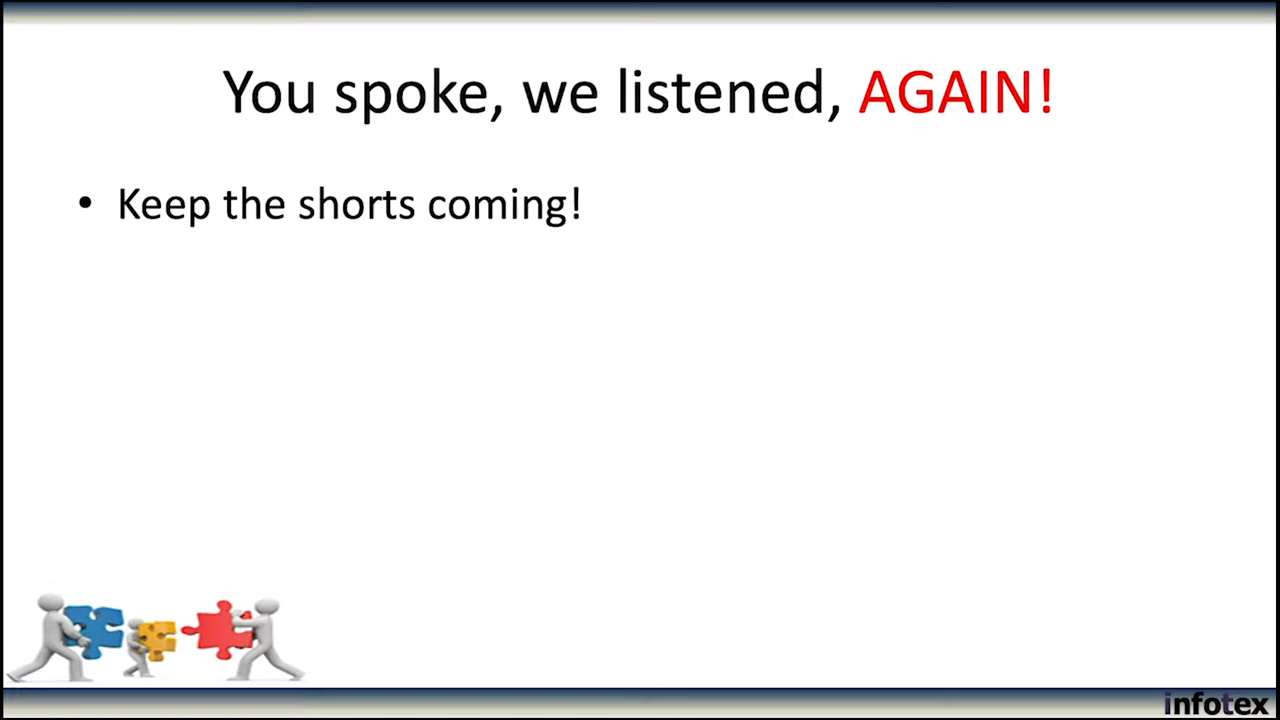 You spoke, we listened, AGAIN!
• Keep the shorts coming!
infotex